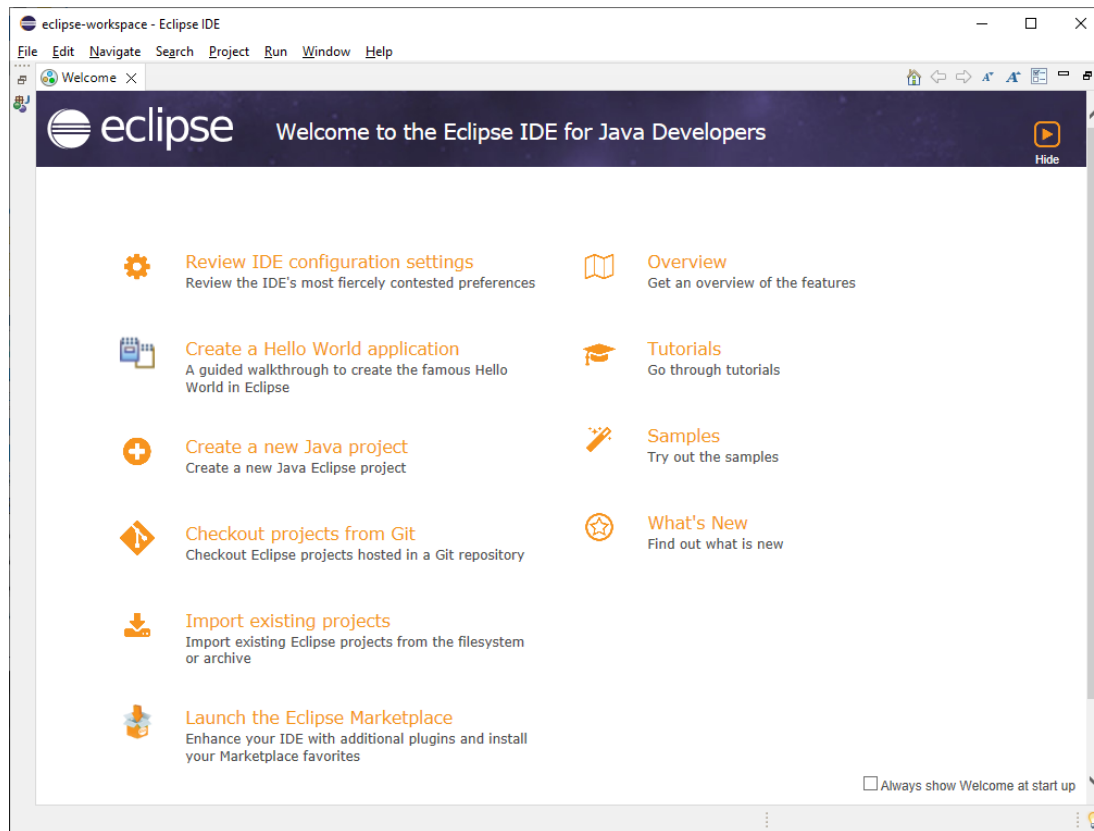 eclipse-workspace - Eclipse IDE
File Edit Navigate Search Project Run Window Help
Welcome
eclipse
Welcome to the Eclipse IDE for Java Developers
Hide
Review IDE configuration settings
Review the IDE's most fiercely contested preferences
Create a Hello World application
A guided walkthrough to create the famous Hello
World in Eclipse
Create a new Java project
Create a new Java Eclipse project
Checkout projects from Git
Checkout Eclipse projects hosted in a Git repository
Import existing projects
Import existing Eclipse projects from the filesystem
or archive
Launch the Eclipse Marketplace
Enhance your IDE with additional plugins and install
your Marketplace favorites
Overview
Get an overview of the features
Tutorials
Go through tutorials
Samples
Try out the samples
What's New
Find out what is new
Always show Welcome at start up